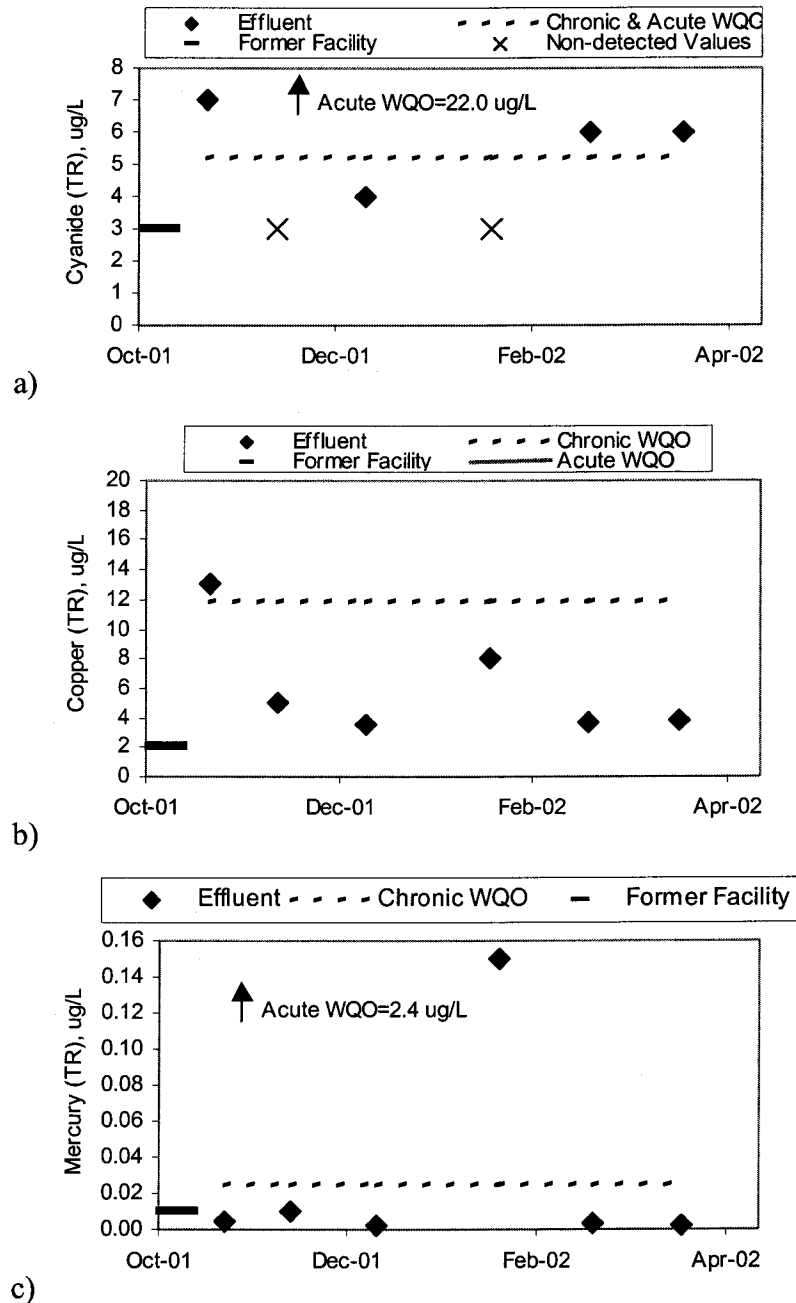 Effluent Chronic & Acute WQO
Former Facility Non-detected Values
8
7
6
5
4
3
2
1
0
Cyanide (TR), ug/L
Acute WQO=22.0 ug/L
Oct-01 Dec-01 Feb-02 Apr-02
a)
Effluent Chronic WQO
Former Facility Acute WQO
20
18
16
14
12
10
8
6
4
2
0
Copper (TR), ug/L
Oct-01 Dec-01 Feb-02 Apr-02
b)
Effluent Chronic WQO Former Facility
0.16
0.14
0.12
0.10
0.08
0.06
0.04
0.02
0.00
Mercury (TR), ug/L
Acute WQO=2.4 ug/L
Oct-01 Dec-01 Feb-02 Apr-02
c)